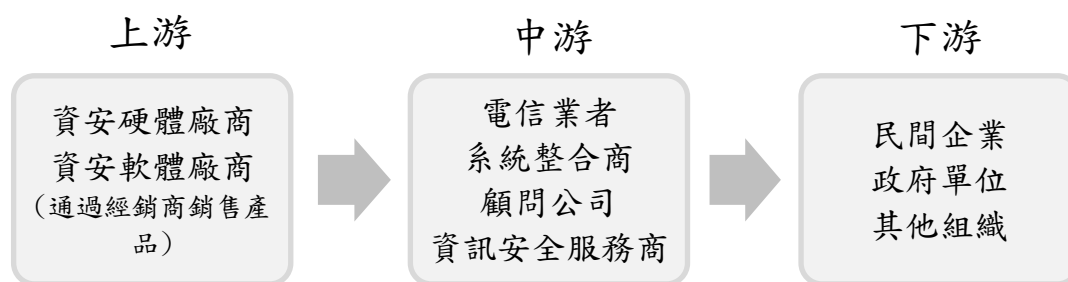 上游
資安硬體廠商
資安軟體廠商
（通過經銷商銷售產
品）
中游
電信業者
系統整合商
顧問公司
資訊安全服務商
下游
民間企業
政府單位
其他組織